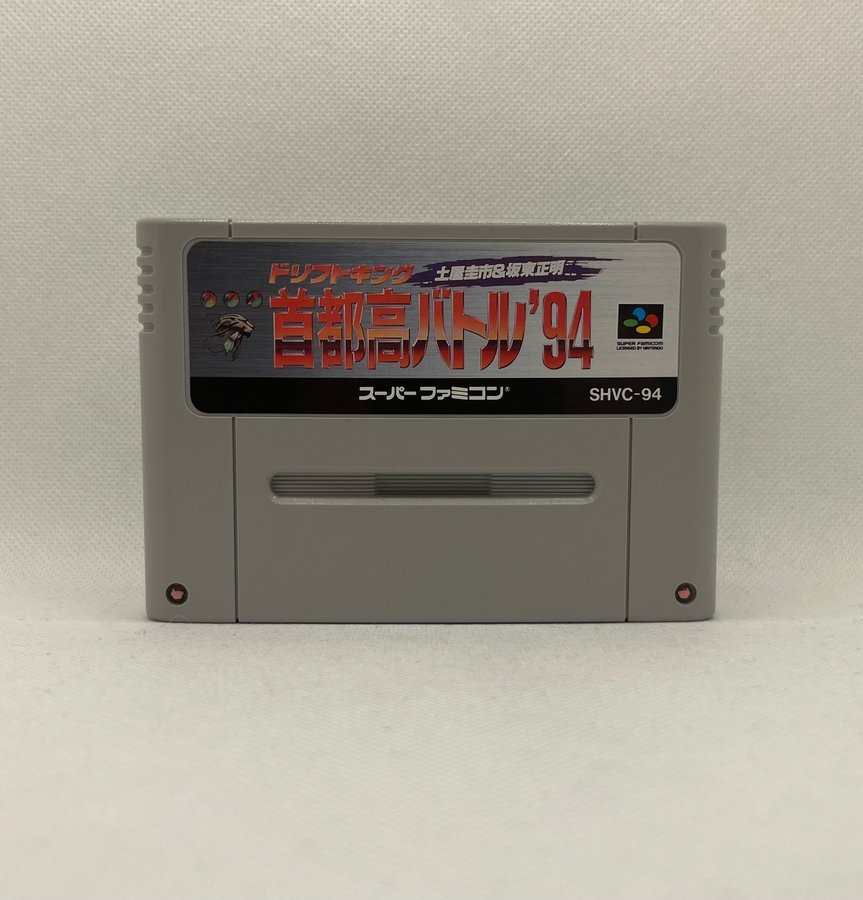 ドリフトキング 土屋圭市&坂東正明
首都高バトル'94
SUPER FAMICOM
LICENSED BY NINTENDO
スーパーファミコン® SHVC-94